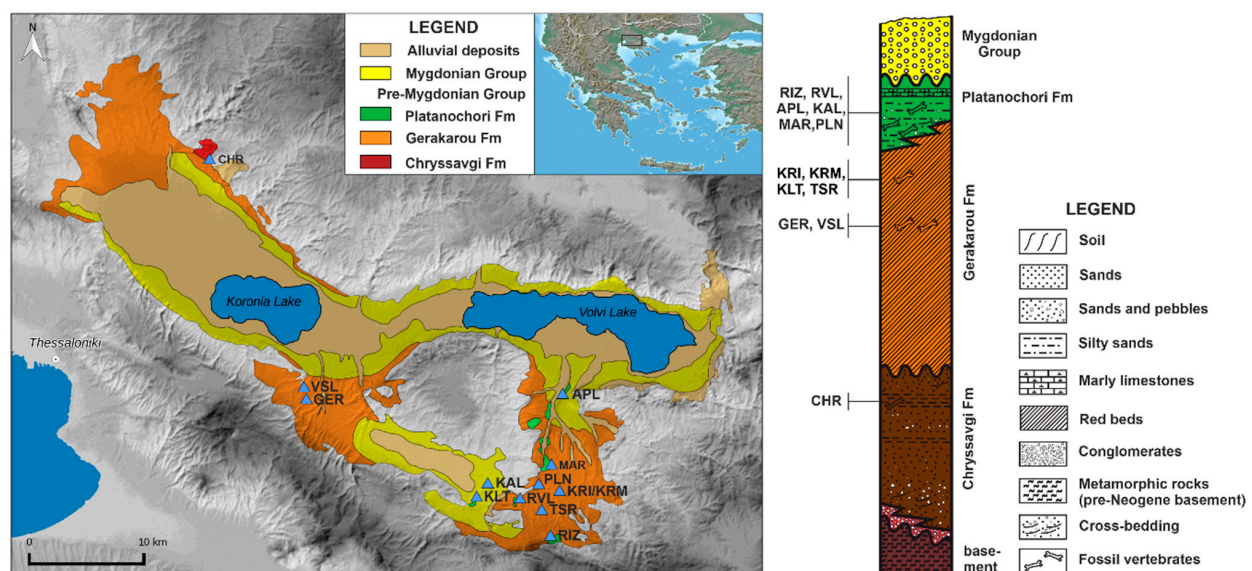 N
LEGEND
Alluvial deposits
Mygdonian Group
Pre-Mygdonian Group
Platanochori Fm
Gerakarou Fm
Chryssavgi Fm
CHR
Koronia Lake
Volvi Lake
Thessaloniki
VSL
GER
APL
MAR
KAL
PLN
KLT
RVL
KRI/KRM
TSR
RIZ
0
10 km
Mygdonian
Group
Platanochori Fm
RIZ, RVL,
APL, KAL,
MAR,PLN
KRI, KRM,
KLT, TSR
GER, VSL
Gerakarou Fm
CHR
Chryssavgi Fm
base-
ment
LEGEND
Soil
Sands
Sands and pebbles
Silty sands
Marly limestones
Red beds
Conglomerates
Metamorphic rocks
(pre-Neogene basement)
Cross-bedding
Fossil vertebrates